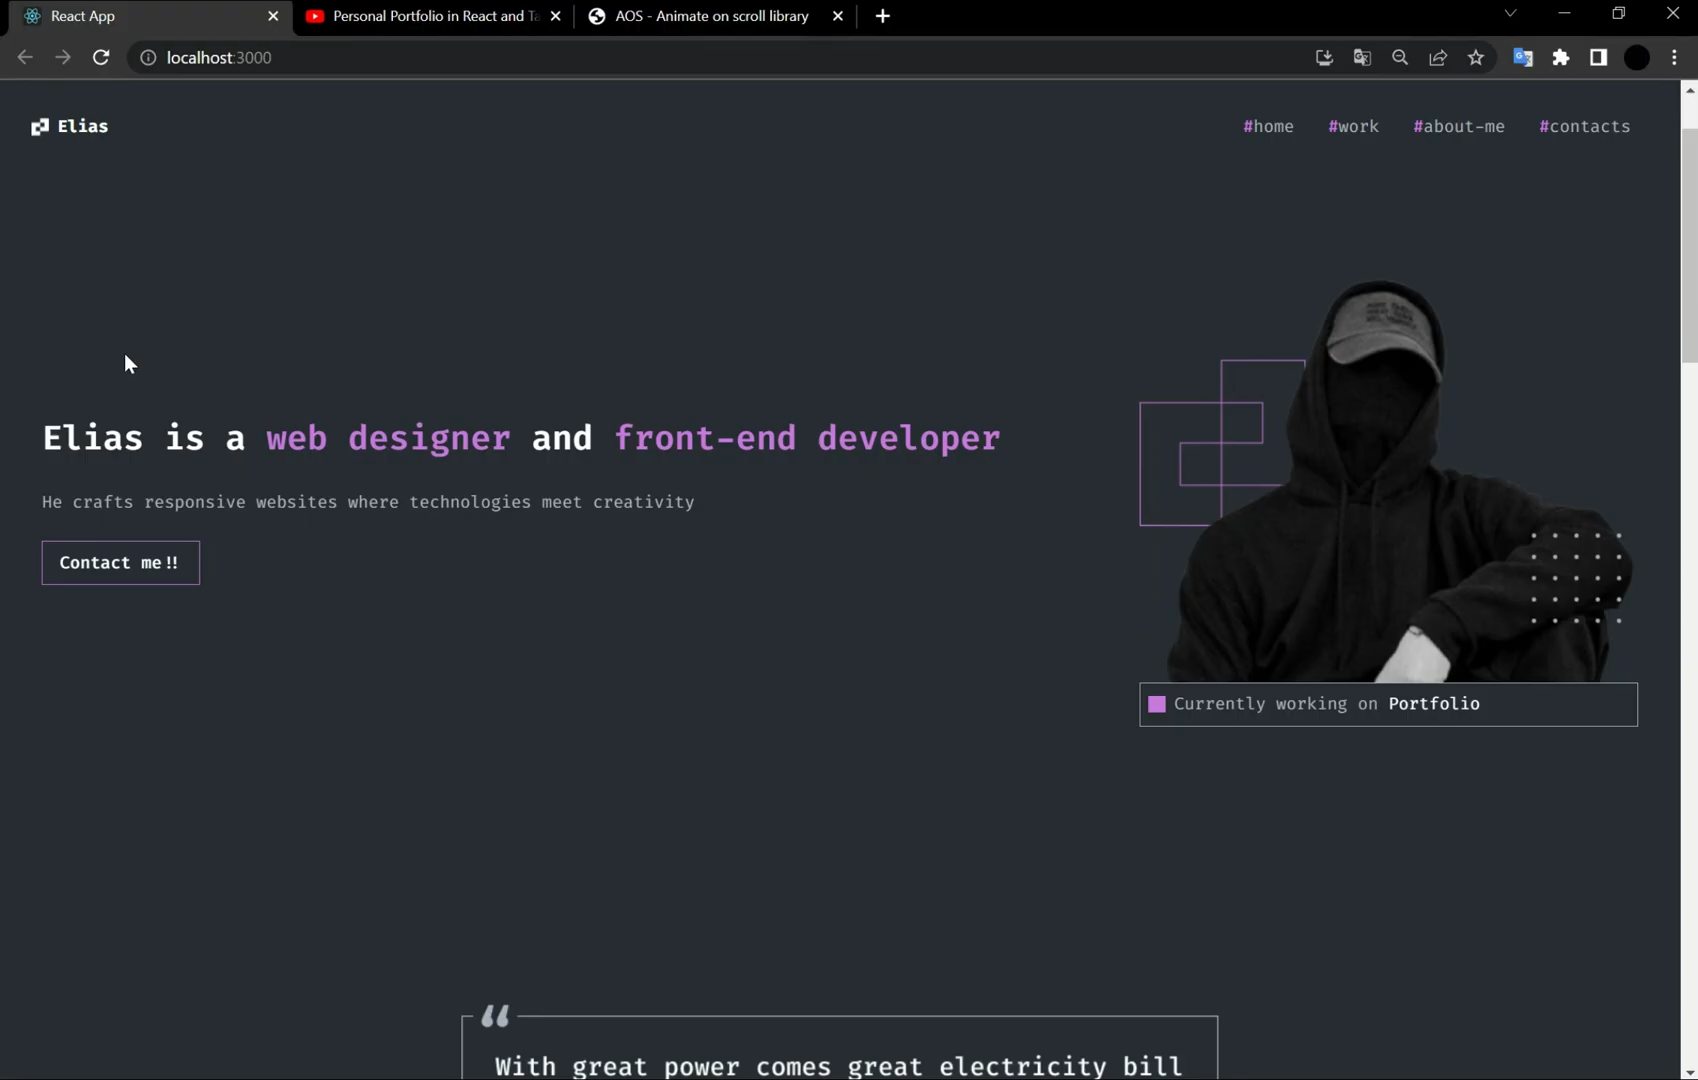 React App
Personal Portfolio in React and Ta
AOS - Animate on scroll library
localhost:3000
Elias
#home #work #about-me #contacts
Elias is a web designer and front-end developer
He crafts responsive websites where technologies meet creativity
Contact me!!
Currently working on Portfolio
“
With great power comes great electricity bill